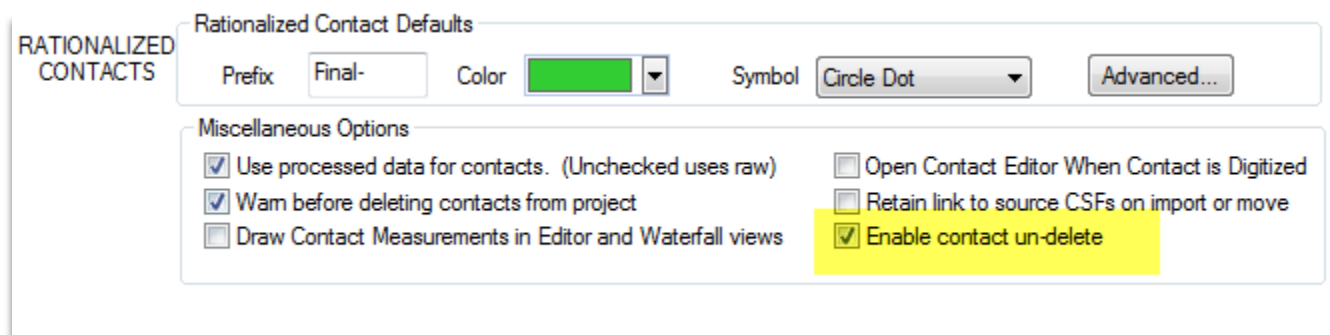 RATIONALIZED
CONTACTS
Rationalized Contact Defaults
Prefix Final- Color Symbol Circle Dot Advanced...
Miscellaneous Options
Use processed data for contacts. (Unchecked uses raw) Open Contact Editor When Contact is Digitized
Warn before deleting contacts from project Retain link to source CSFs on import or move
Draw Contact Measurements in Editor and Waterfall views Enable contact un-delete